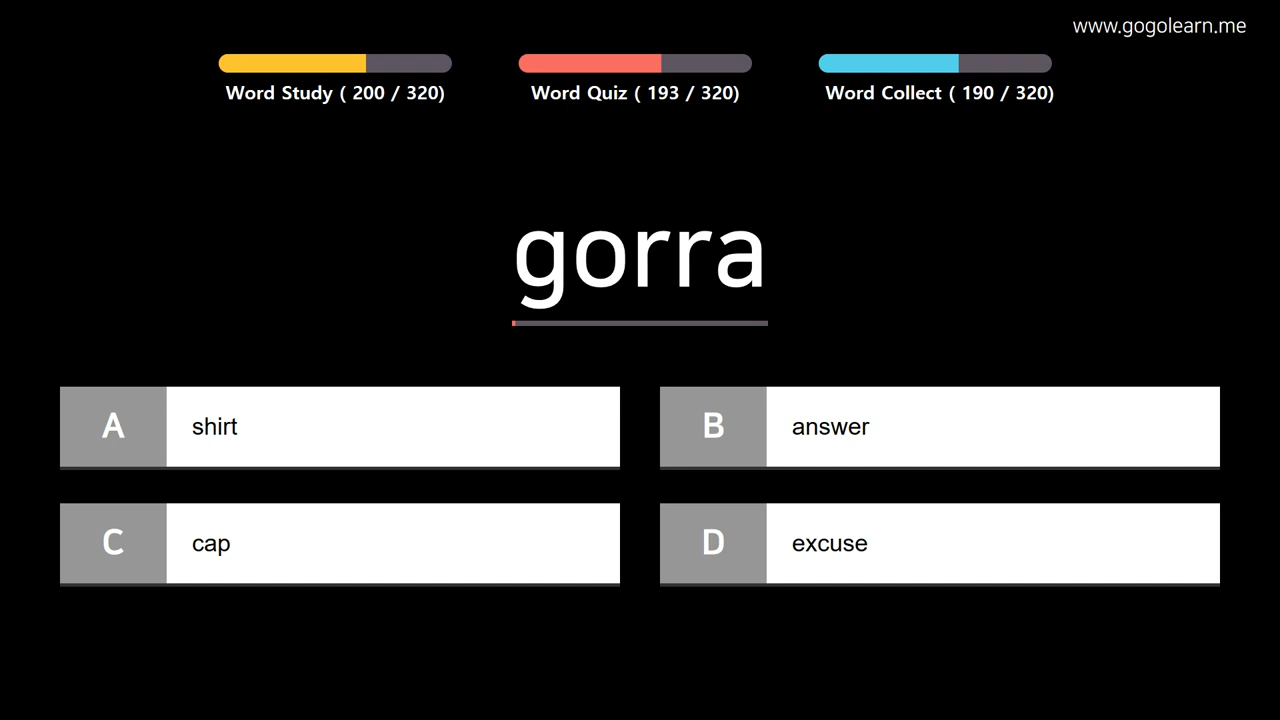 www.gogolearn.me
Word Study ( 200 / 320)
Word Quiz ( 193 / 320)
Word Collect ( 190 / 320)
gorra
A shirt
B answer
C cap
D excuse